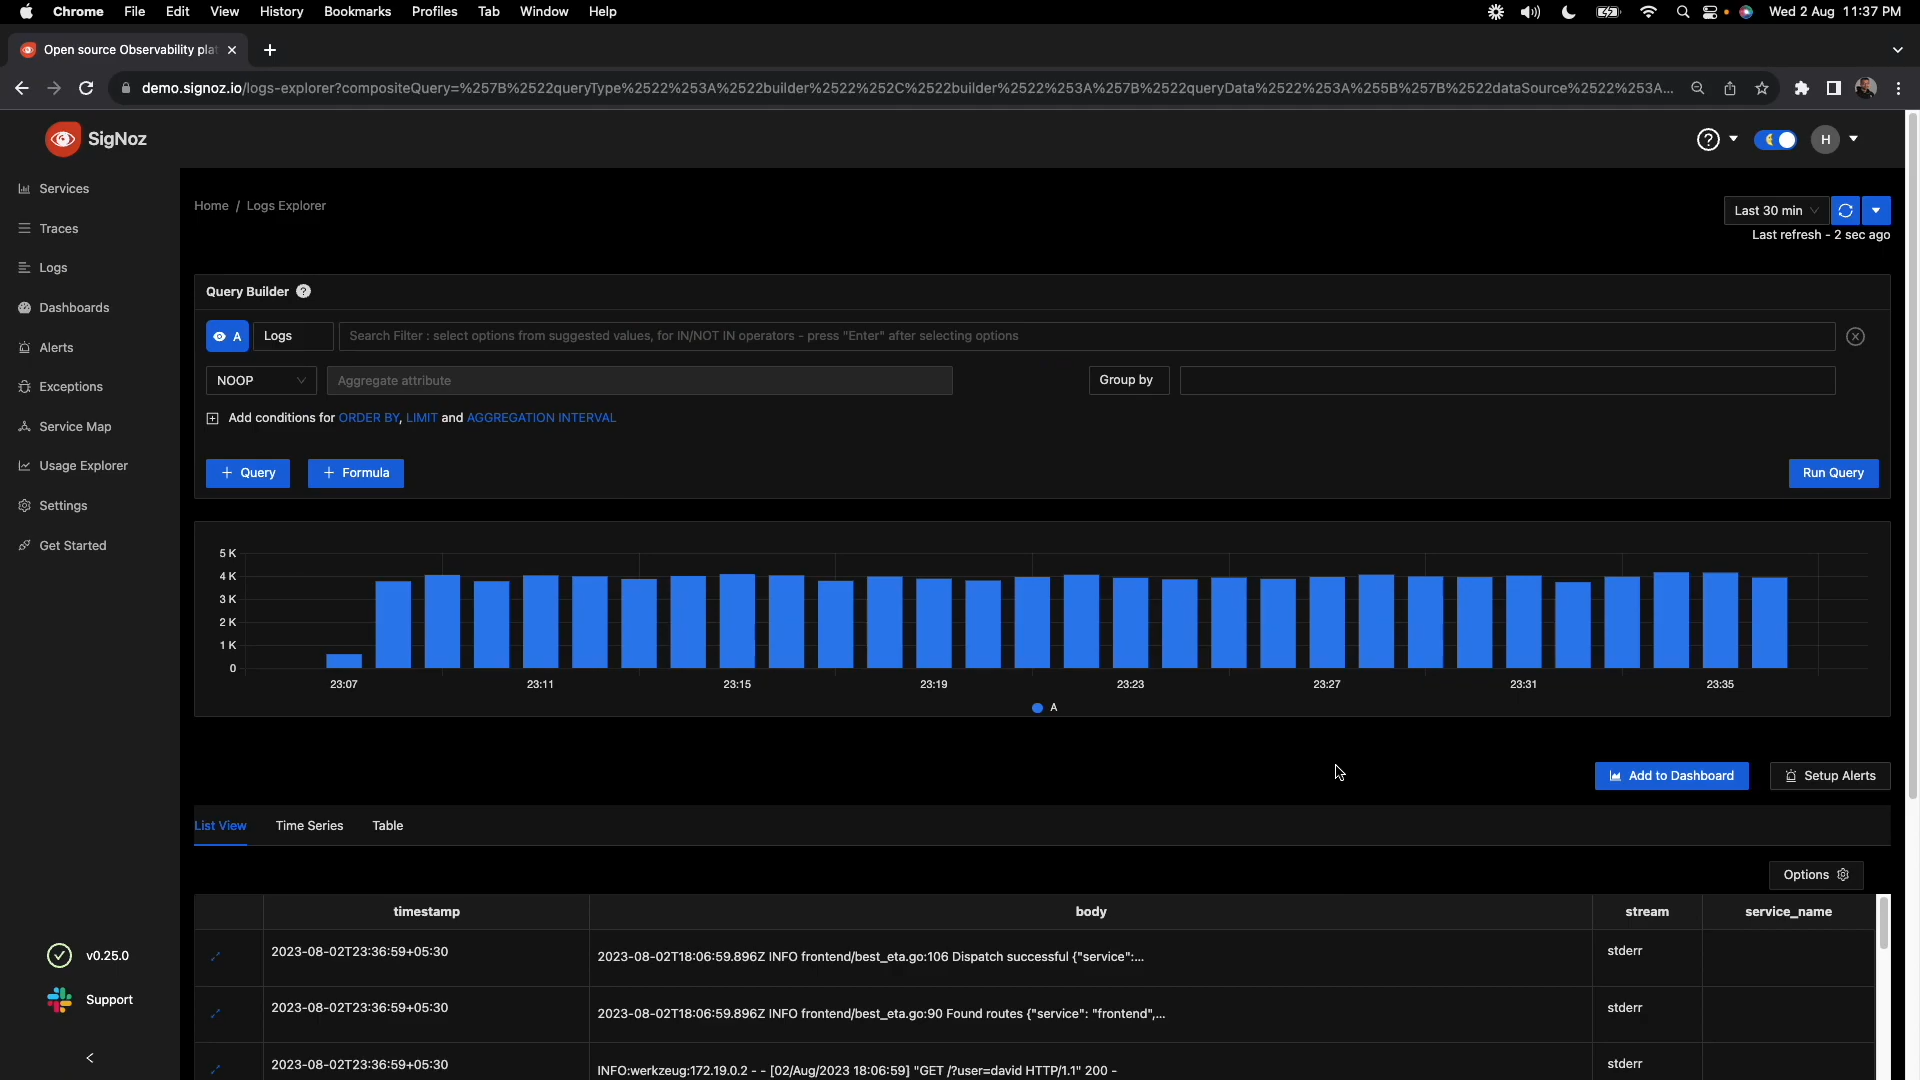 Chrome File Edit View History Bookmarks Profiles Tab Window Help Wed 2 Aug 11:37 PM
Open source Observability plat
demo.signoz.io/logs-explorer?compositeQuery=%257B%2522queryType%2522%253A%2522builder%2522%252C%2522builder%2522%253A%257B%2522queryData%2522%253A%255B%257B%2522dataSource%2522%253A...
SigNoz
? H
Services
Traces
Logs
Dashboards
Alerts
Exceptions
Service Map
Usage Explorer
Settings
Get Started
v0.25.0
Support
Home / Logs Explorer
Last 30 min
Last refresh - 2 sec ago
Query Builder ?
A Logs Search Filter : select options from suggested values, for IN/NOT IN operators - press "Enter" after selecting options
NOOP Aggregate attribute Group by
Add conditions for ORDER BY, LIMIT and AGGREGATION INTERVAL
+ Query + Formula Run Query
5 K
4 K
3 K
2 K
1 K
0
23:07 23:11 23:15 23:19 23:23 23:27 23:31 23:35
A
Add to Dashboard Setup Alerts
List View Time Series Table
Options
timestamp body stream service_name
2023-08-02T23:36:59+05:30 2023-08-02T18:06:59.896Z INFO frontend/best_eta.go:106 Dispatch successful {"service":... stderr
2023-08-02T23:36:59+05:30 2023-08-02T18:06:59.896Z INFO frontend/best_eta.go:90 Found routes {"service": "frontend",... stderr
2023-08-02T23:36:59+05:30 INFO:werkzeug:172.19.0.2 - - [02/Aug/2023 18:06:59] "GET /?user=david HTTP/1.1" 200 - stderr